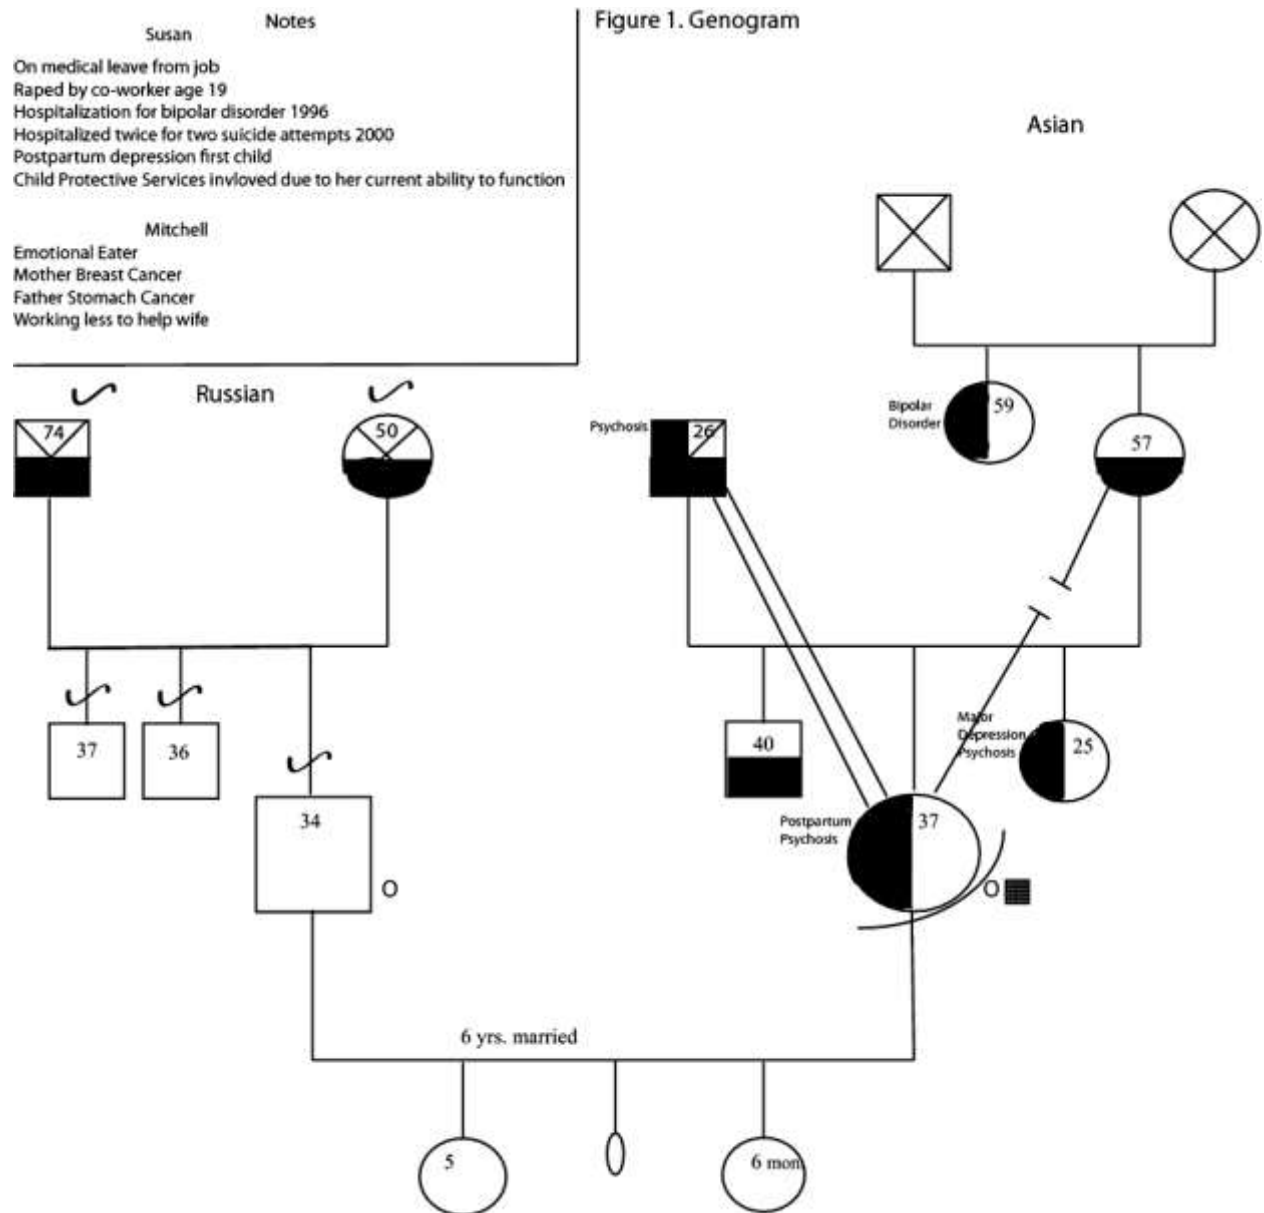 Notes
Figure 1. Genogram
Susan
On medical leave from job
Raped by co-worker age 19
Hospitalization for bipolar disorder 1996
Hospitalized twice for two suicide attempts 2000
Postpartum depression first child
Child Protective Services invloved due to her current ability to function
Mitchell
Emotional Eater
Mother Breast Cancer
Father Stomach Cancer
Working less to help wife
Asian
Russian
74
50
Psychosis
26
Bipolar
Disorder
59
57
37
36
34
O
40
Major
Depression
Psychosis
25
Postpartum
Psychosis
37
O
6 yrs. married
5
6 mon